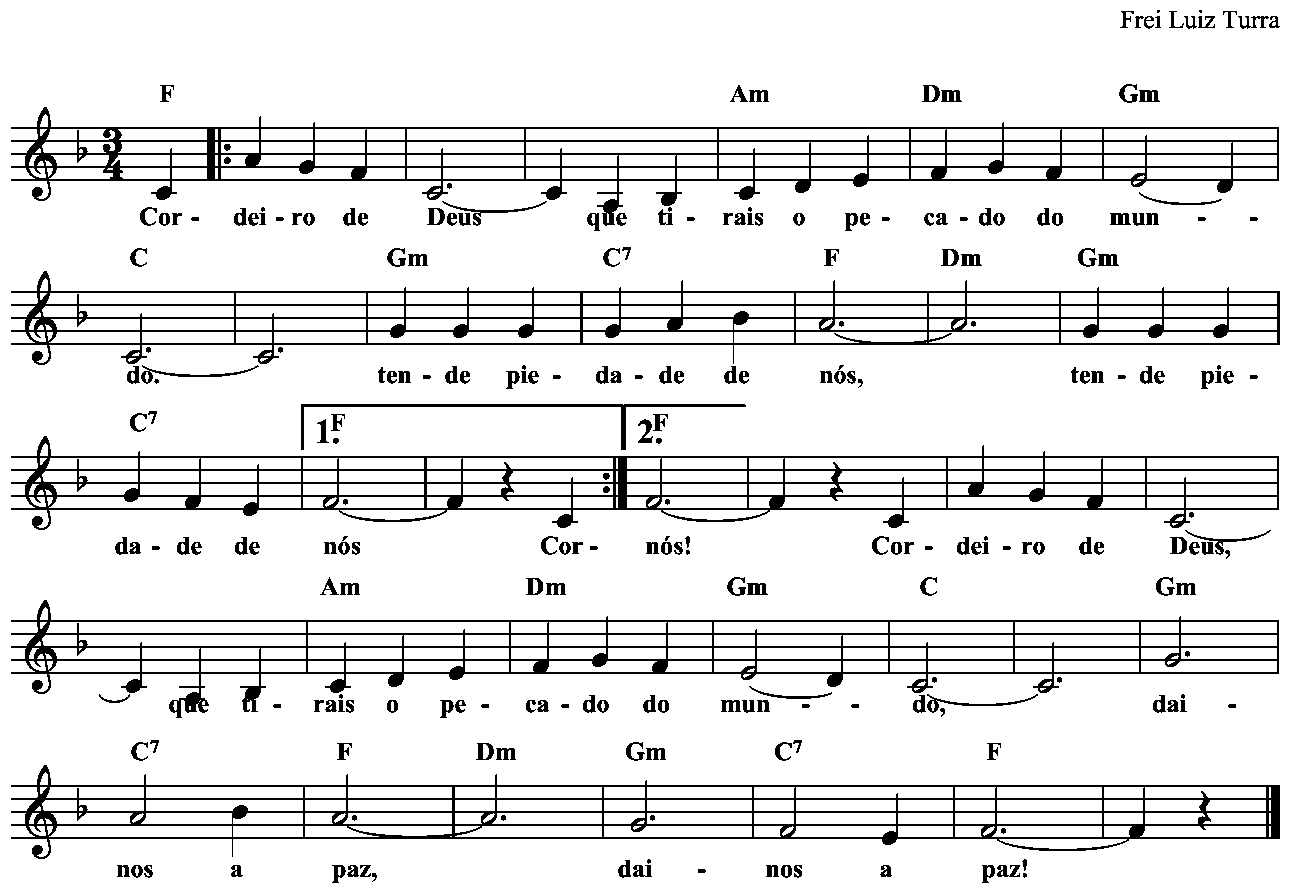 Frei Luiz Turra
F Am Dm Gm
3
4
Cor - dei - ro de Deus que ti - rais o pe - ca - do do mun - -
C Gm C7 F Dm Gm
do. ten - de pie - da - de de nós, ten - de pie -
C7 1. F 2. F
da - de de nós Cor - nós! Cor - dei - ro de Deus,
Am Dm Gm C Gm
que ti - rais o pe - ca - do do mun - - do, dai -
C7 F Dm Gm C7 F
nos a paz, dai - nos a paz!